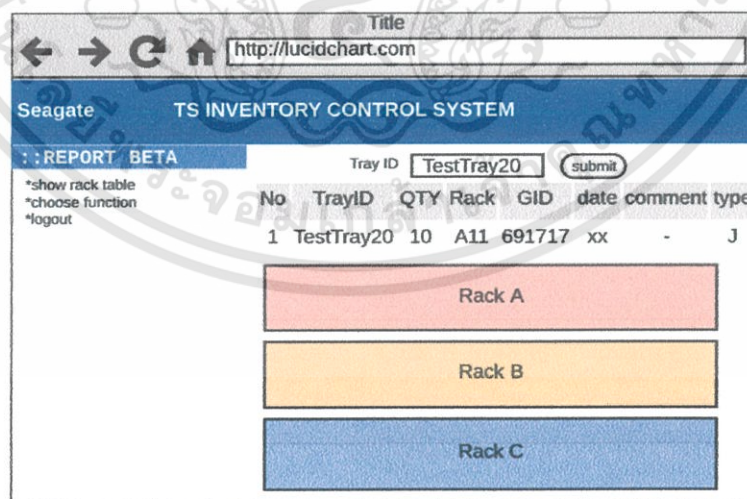 Title
http://lucidchart.com
Seagate TS INVENTORY CONTROL SYSTEM
::REPORT BETA
Tray ID TestTray20 submit
*show rack table
*choose function
*logout
No TrayID QTY Rack GID date comment type
1 TestTray20 10 A11 691717 xx - J
Rack A
Rack B
Rack C